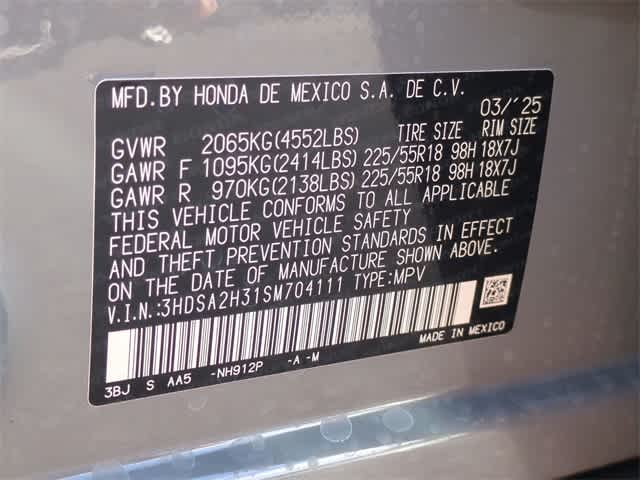 MFD.BY HONDA DE MEXICO S.A. DE C.V.
03/'25
GVWR 2065KG(4552LBS) TIRE SIZE RIM SIZE
GAWR F 1095KG(2414LBS) 225/55R18 98H 18X7J
GAWR R 970KG(2138LBS) 225/55R18 98H 18X7J
THIS VEHICLE CONFORMS TO ALL APPLICABLE
FEDERAL MOTOR VEHICLE SAFETY
AND THEFT PREVENTION STANDARDS IN EFFECT
ON THE DATE OF MANUFACTURE SHOWN ABOVE.
V.I.N.:3HDSA2H31SM704111 TYPE:MPV
MADE IN MEXICO
3BJ S AA5 -NH912P -A -M